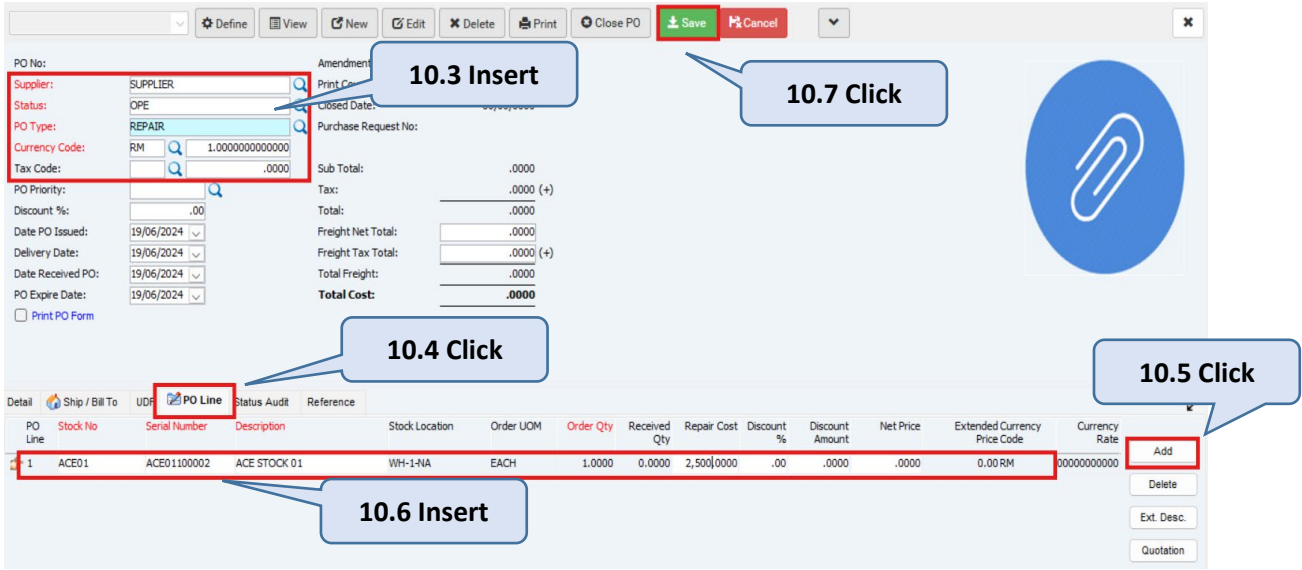 Define View New Edit Delete Print Close PO Save Cancel
PO No:
Supplier: SUPPLIER
Status: OPE
PO Type: REPAIR
Currency Code: RM 1.0000000000000
Tax Code: .0000
PO Priority:
Discount %: .00
Date PO Issued: 19/06/2024
Delivery Date: 19/06/2024
Date Received PO: 19/06/2024
PO Expire Date: 19/06/2024
Print PO Form
Amendment
Closed Date:
Purchase Request No:
Sub Total: .0000
Tax: .0000 (+)
Total: .0000
Freight Net Total: .0000
Freight Tax Total: .0000 (+)
Total Freight: .0000
Total Cost: .0000
10.3 Insert
10.7 Click
10.4 Click
10.5 Click
Detail Ship / Bill To UDF PO Line Status Audit Reference
PO Line Stock No Serial Number Description Stock Location Order UOM Order Qty Received Qty Repair Cost Discount % Discount Amount Net Price Extended Currency Price Code Currency Rate
1 ACE01 ACE01100002 ACE STOCK 01 WH-1-NA EACH 1.0000 0.0000 2,500.0000 .00 .0000 .0000 0.00 RM 00000000000
Add
Delete
Ext. Desc.
Quotation
10.6 Insert